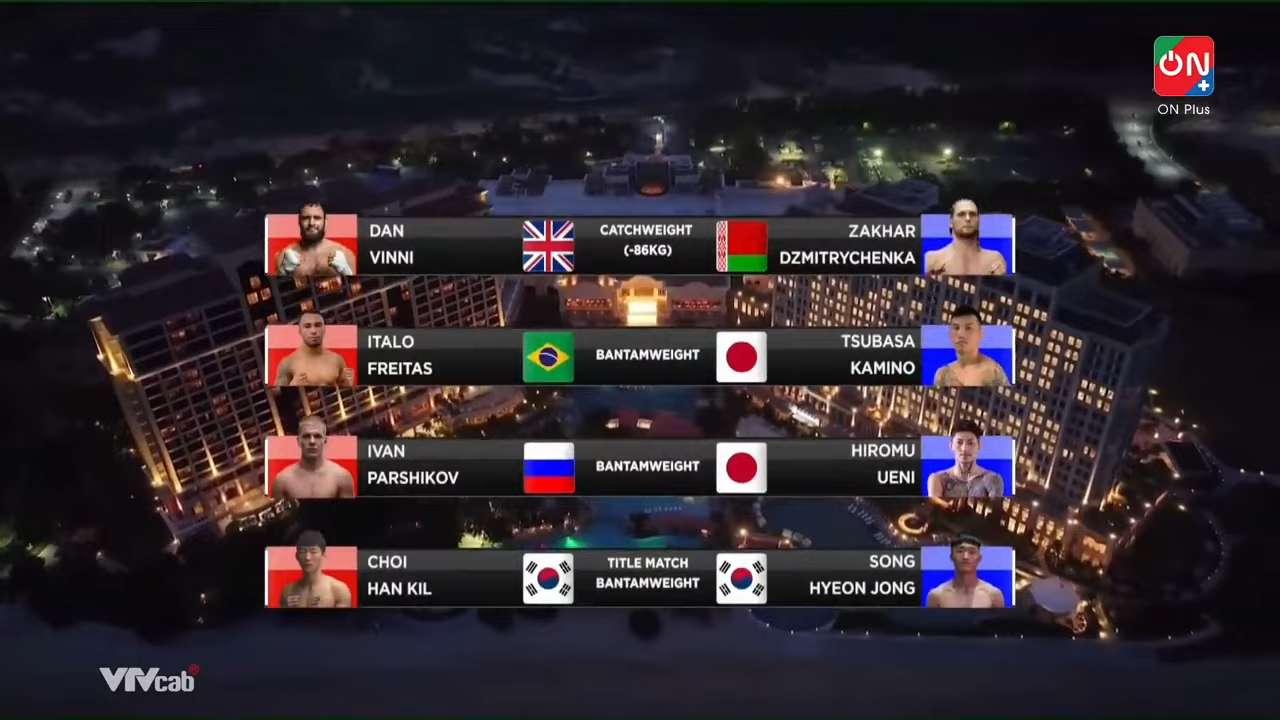 ON+
ON Plus
DAN
VINNI
CATCHWEIGHT
(-86KG)
ZAKHAR
DZMITRYCHENKA
ITALO
FREITAS
BANTAMWEIGHT
TSUBASA
KAMINO
IVAN
PARSHIKOV
BANTAMWEIGHT
HIROMU
UENI
CHOI
HAN KIL
TITLE MATCH
BANTAMWEIGHT
SONG
HYEON JONG
VTVcab